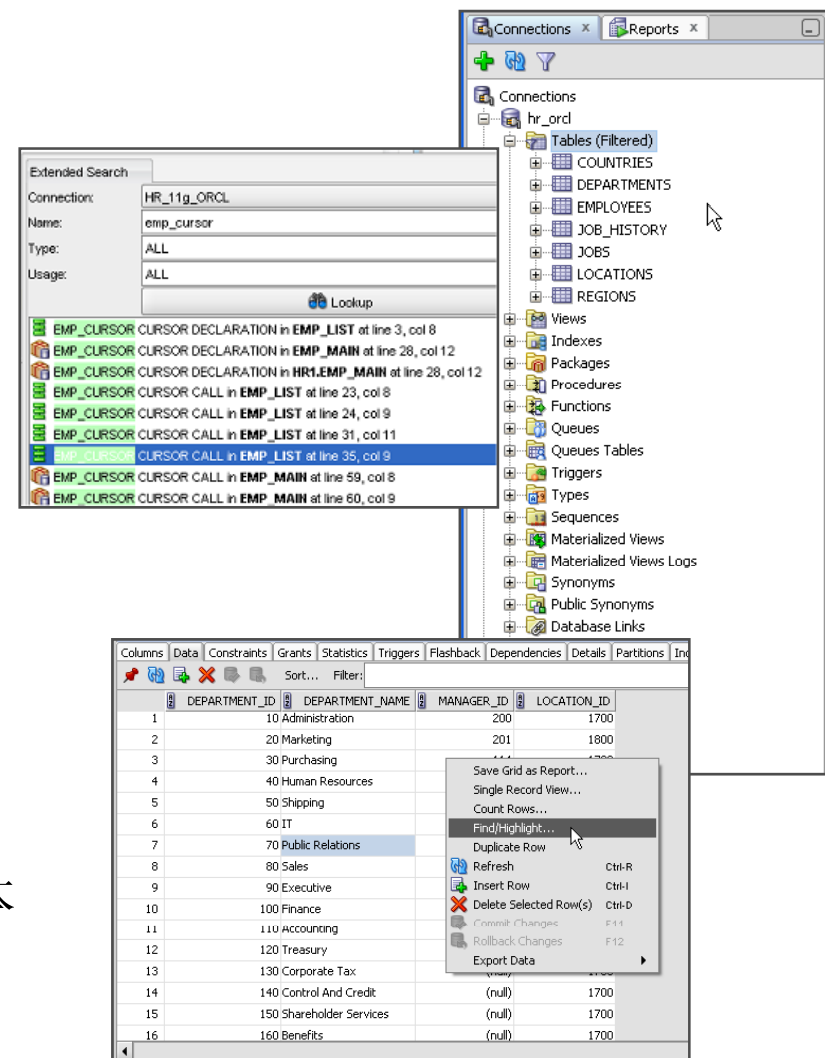 Connections x Reports x
Connections
hr_orcl
Tables (Filtered)
COUNTRIES
DEPARTMENTS
EMPLOYEES
JOB_HISTORY
JOBS
LOCATIONS
REGIONS
Views
Indexes
Packages
Procedures
Functions
Queues
Queues Tables
Triggers
Types
Sequences
Materialized Views
Materialized Views Logs
Synonyms
Public Synonyms
Database Links
Extended Search
Connection: HR_11g_ORCL
Name: emp_cursor
Type: ALL
Usage: ALL
Lookup
EMP_CURSOR CURSOR DECLARATION in EMP_LIST at line 3, col 8
EMP_CURSOR CURSOR DECLARATION in EMP_MAIN at line 28, col 12
EMP_CURSOR CURSOR DECLARATION in HR1.EMP_MAIN at line 28, col 12
EMP_CURSOR CURSOR CALL in EMP_LIST at line 23, col 8
EMP_CURSOR CURSOR CALL in EMP_LIST at line 24, col 9
EMP_CURSOR CURSOR CALL in EMP_LIST at line 31, col 11
EMP_CURSOR CURSOR CALL in EMP_LIST at line 35, col 9
EMP_CURSOR CURSOR CALL in EMP_MAIN at line 59, col 8
EMP_CURSOR CURSOR CALL in EMP_MAIN at line 60, col 9
Columns Data Constraints Grants Statistics Triggers Flashback Dependencies Details Partitions
Sort... Filter:
DEPARTMENT_ID DEPARTMENT_NAME MANAGER_ID LOCATION_ID
1 10 Administration 200 1700
2 20 Marketing 201 1800
3 30 Purchasing
4 40 Human Resources
5 50 Shipping
6 60 IT
7 70 Public Relations
8 80 Sales
9 90 Executive
10 100 Finance
11 110 Accounting
12 120 Treasury
13 130 Corporate Tax
14 140 Control And Credit (null) 1700
15 150 Shareholder Services (null) 1700
16 160 Benefits (null) 1700
Save Grid as Report...
Single Record View...
Count Rows...
Find/Highlight...
Duplicate Row
Refresh Ctrl-R
Insert Row Ctrl-I
Delete Selected Row(s) Ctrl-D
Commit Changes F11
Rollback Changes F12
Export Data